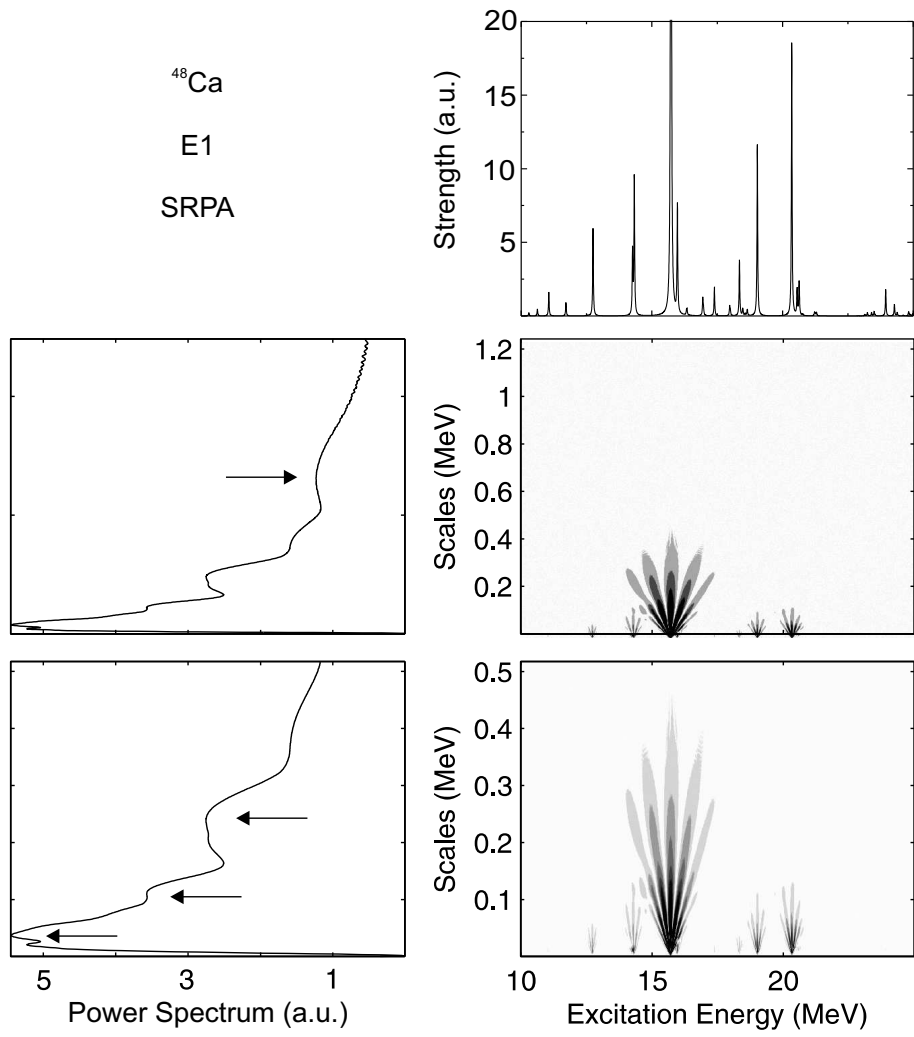 ⁴⁸Ca
E1
SRPA
Strength (a.u.)
20
15
10
5
Scales (MeV)
1.2
1
0.8
0.6
0.4
0.2
Scales (MeV)
0.5
0.4
0.3
0.2
0.1
5 3 1
Power Spectrum (a.u.)
10 15 20
Excitation Energy (MeV)